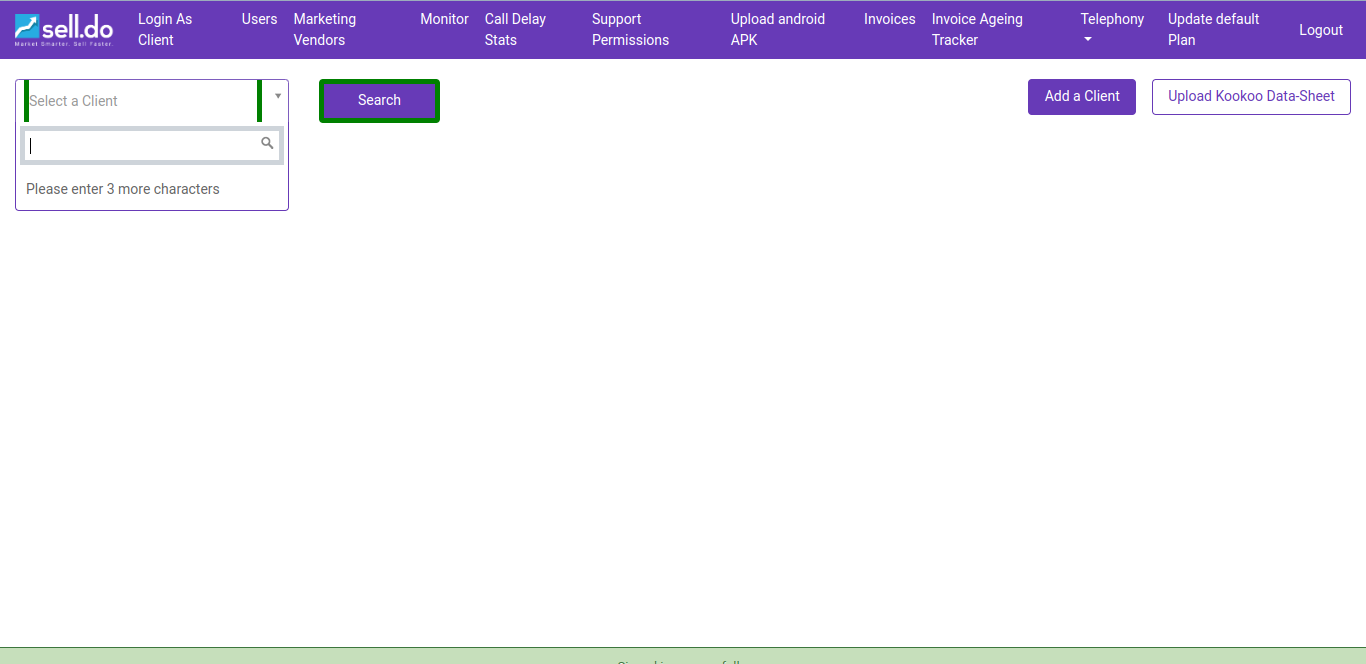 sell.do
Market Smarter. Sell Faster.
Login As
Client
Users
Marketing
Vendors
Monitor
Call Delay
Stats
Support
Permissions
Upload android
APK
Invoices
Invoice Ageing
Tracker
Telephony
Update default
Plan
Logout
Select a Client
Search
Add a Client
Upload Kookoo Data-Sheet
Please enter 3 more characters